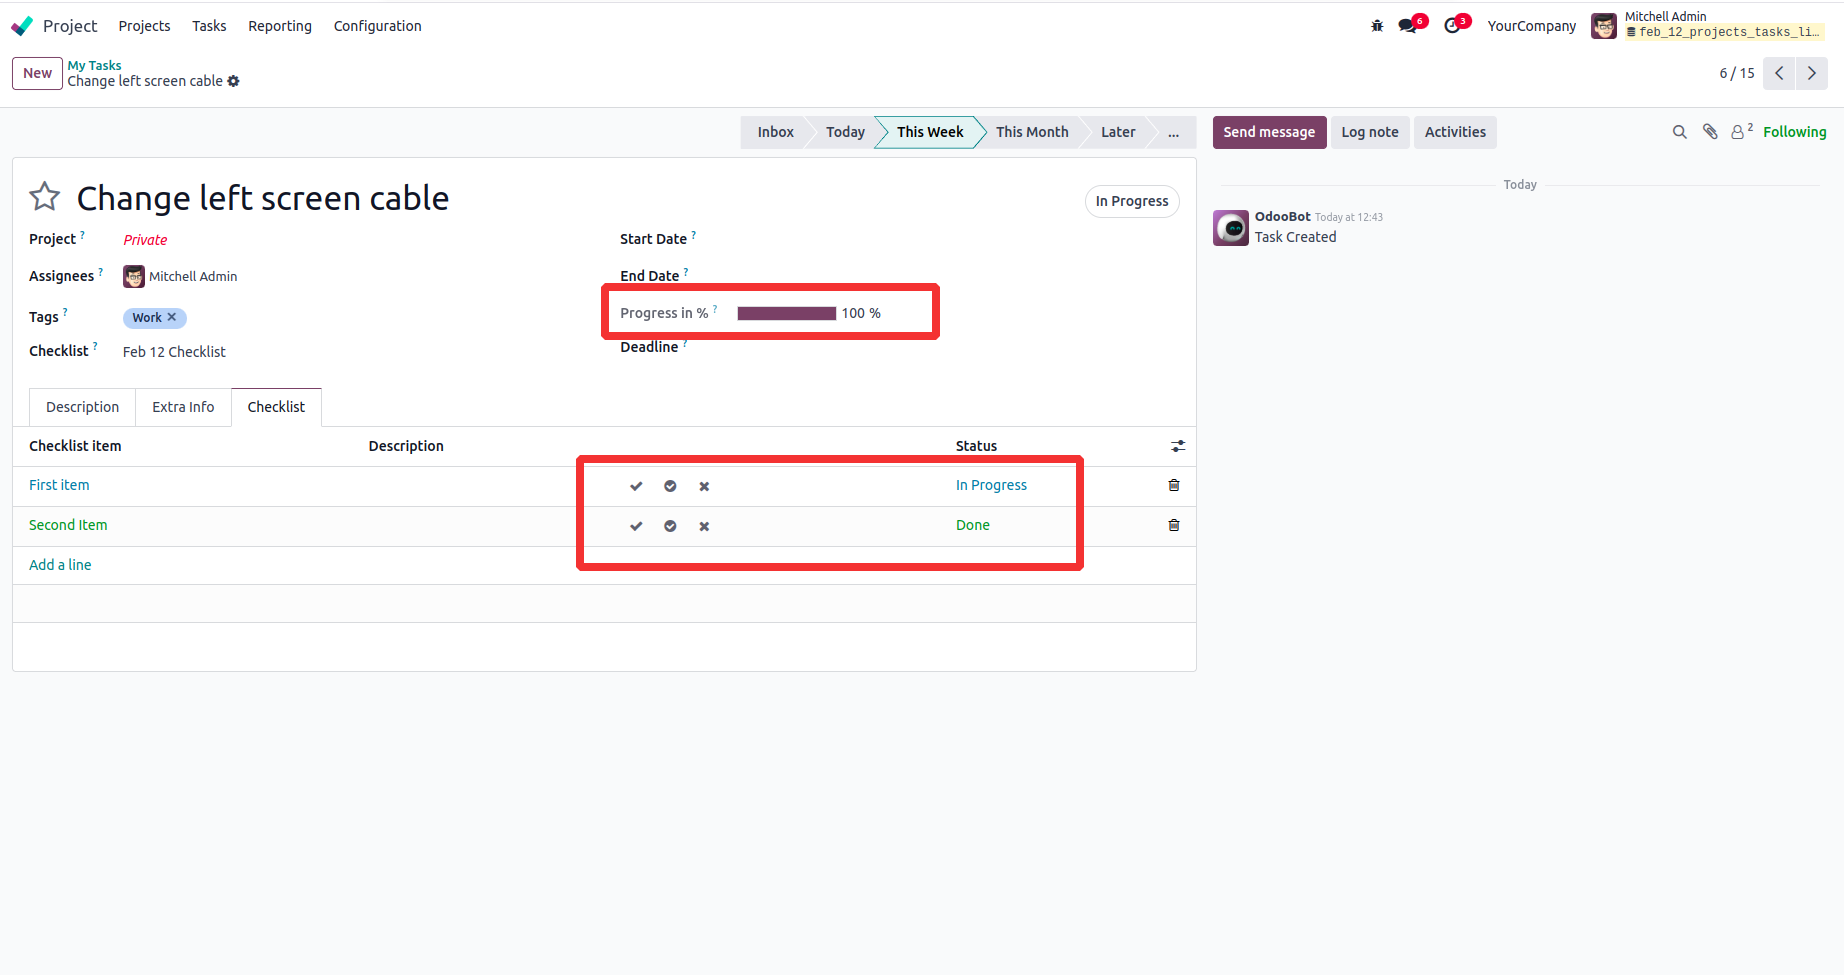 Project Projects Tasks Reporting Configuration 6 3 YourCompany Mitchell Admin
feb_12_projects_tasks_li...
New My Tasks
Change left screen cable
6 / 15
Inbox Today This Week This Month Later ...
Send message Log note Activities 2 Following
Change left screen cable
In Progress
Project ? Private
Assignees ? Mitchell Admin
Tags ? Work ✕
Checklist ? Feb 12 Checklist
Start Date ?
End Date ?
Progress in % ? 100 %
Deadline ?
Description Extra Info Checklist
Checklist item Description Status
First item In Progress
Second Item Done
Add a line
Today
OdooBot Today at 12:43
Task Created